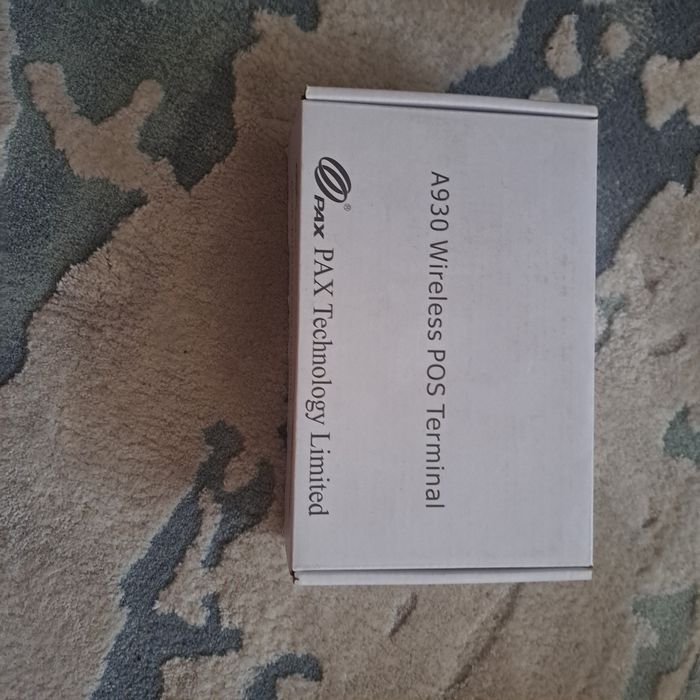 A930 Wireless POS Terminal
PAX® PAX Technology Limited